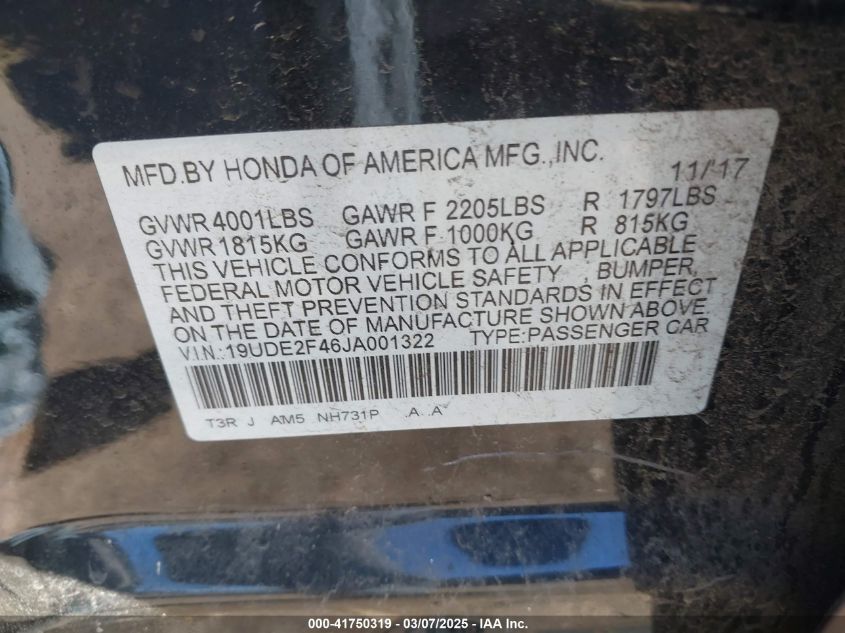 MFD.BY HONDA OF AMERICA MFG.,INC. 11/'17
GVWR 4001LBS GAWR F 2205LBS R 1797LBS
GVWR 1815KG GAWR F 1000KG R 815KG
THIS VEHICLE CONFORMS TO ALL APPLICABLE
FEDERAL MOTOR VEHICLE SAFETY , BUMPER,
AND THEFT PREVENTION STANDARDS IN EFFECT
ON THE DATE OF MANUFACTURE SHOWN ABOVE
V.I.N.:19UDE2F46JA001322 TYPE:PASSENGER CAR
T3R J AM5 NH731P .A. .A
000-41750319 - 03/07/2025 - © IAA Inc.